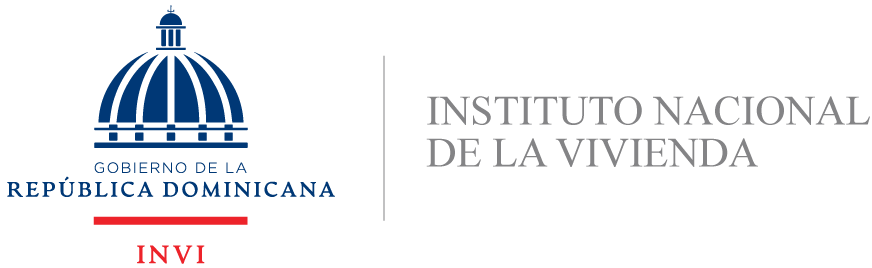 GOBIERNO DE LA
REPÚBLICA DOMINICANA
INVI
INSTITUTO NACIONAL
DE LA VIVIENDA